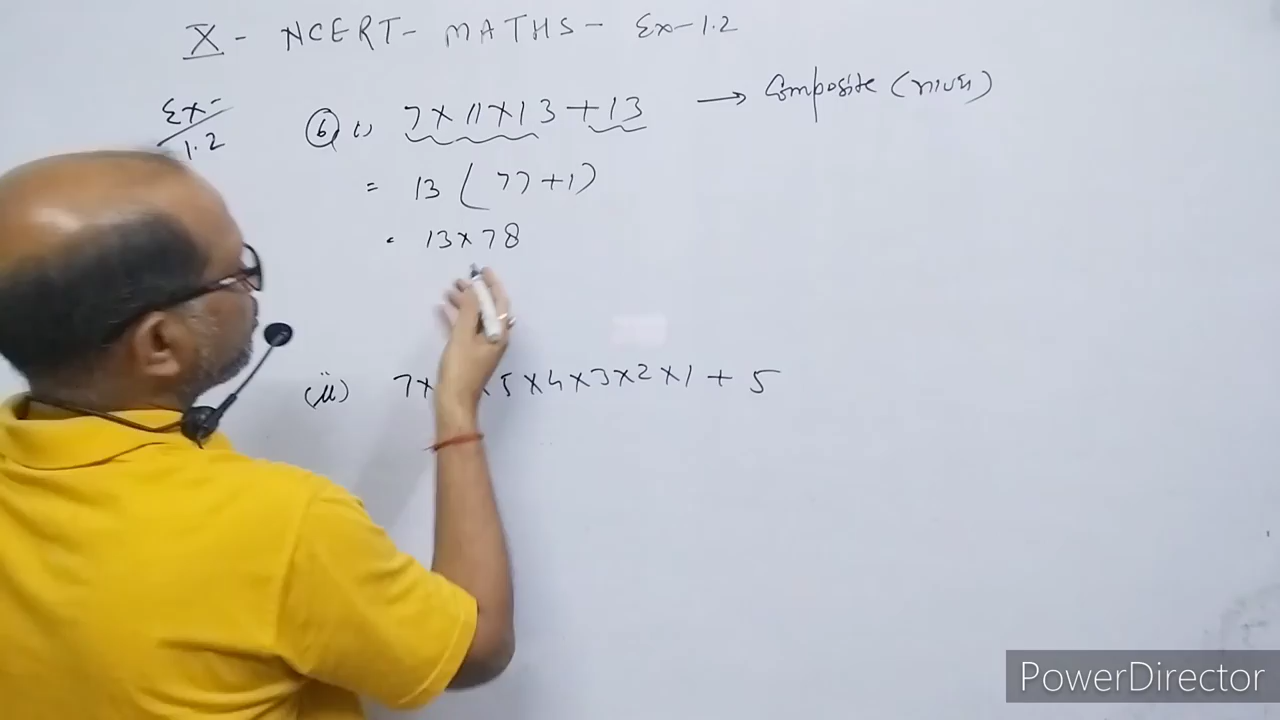 X - NCERT - MATHS - Ex-1.2
Ex-1.2
⑥ i) 7×11×13+13 → Composite
= 13 (77+1)
= 13×78
(ii) 7× ×5×4×3×2×1 + 5
PowerDirector